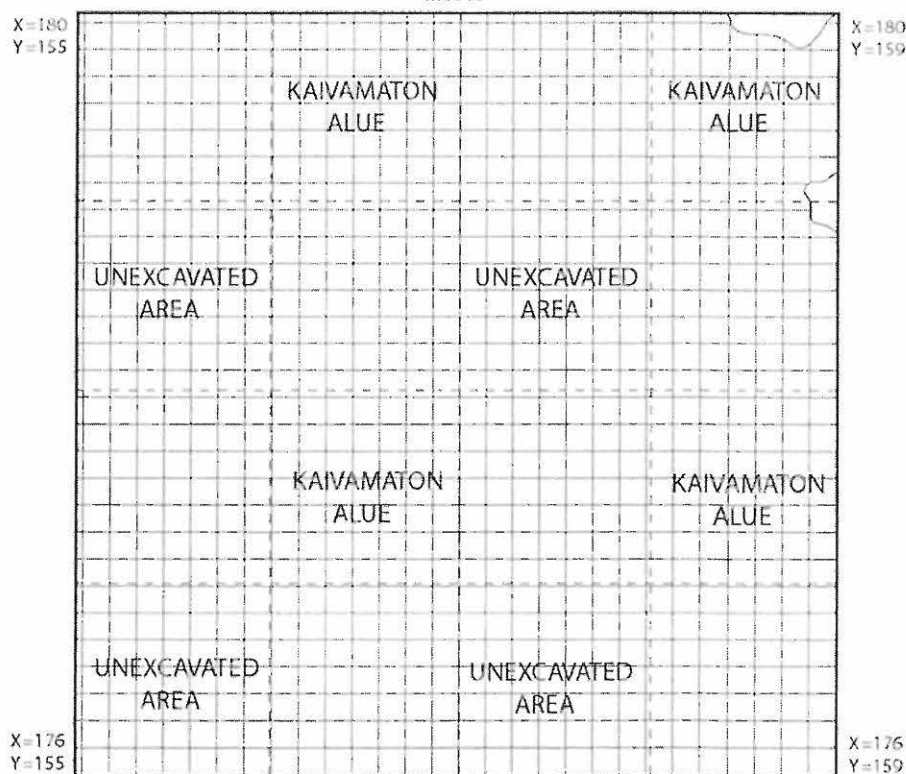 X=180
Y=155
X=180
Y=159
KAIVAMATON
ALUE
KAIVAMATON
ALUE
UNEXCAVATED
AREA
UNEXCAVATED
AREA
KAIVAMATON
ALUE
KAIVAMATON
ALUE
UNEXCAVATED
AREA
UNEXCAVATED
AREA
X=176
Y=155
X=176
Y=159